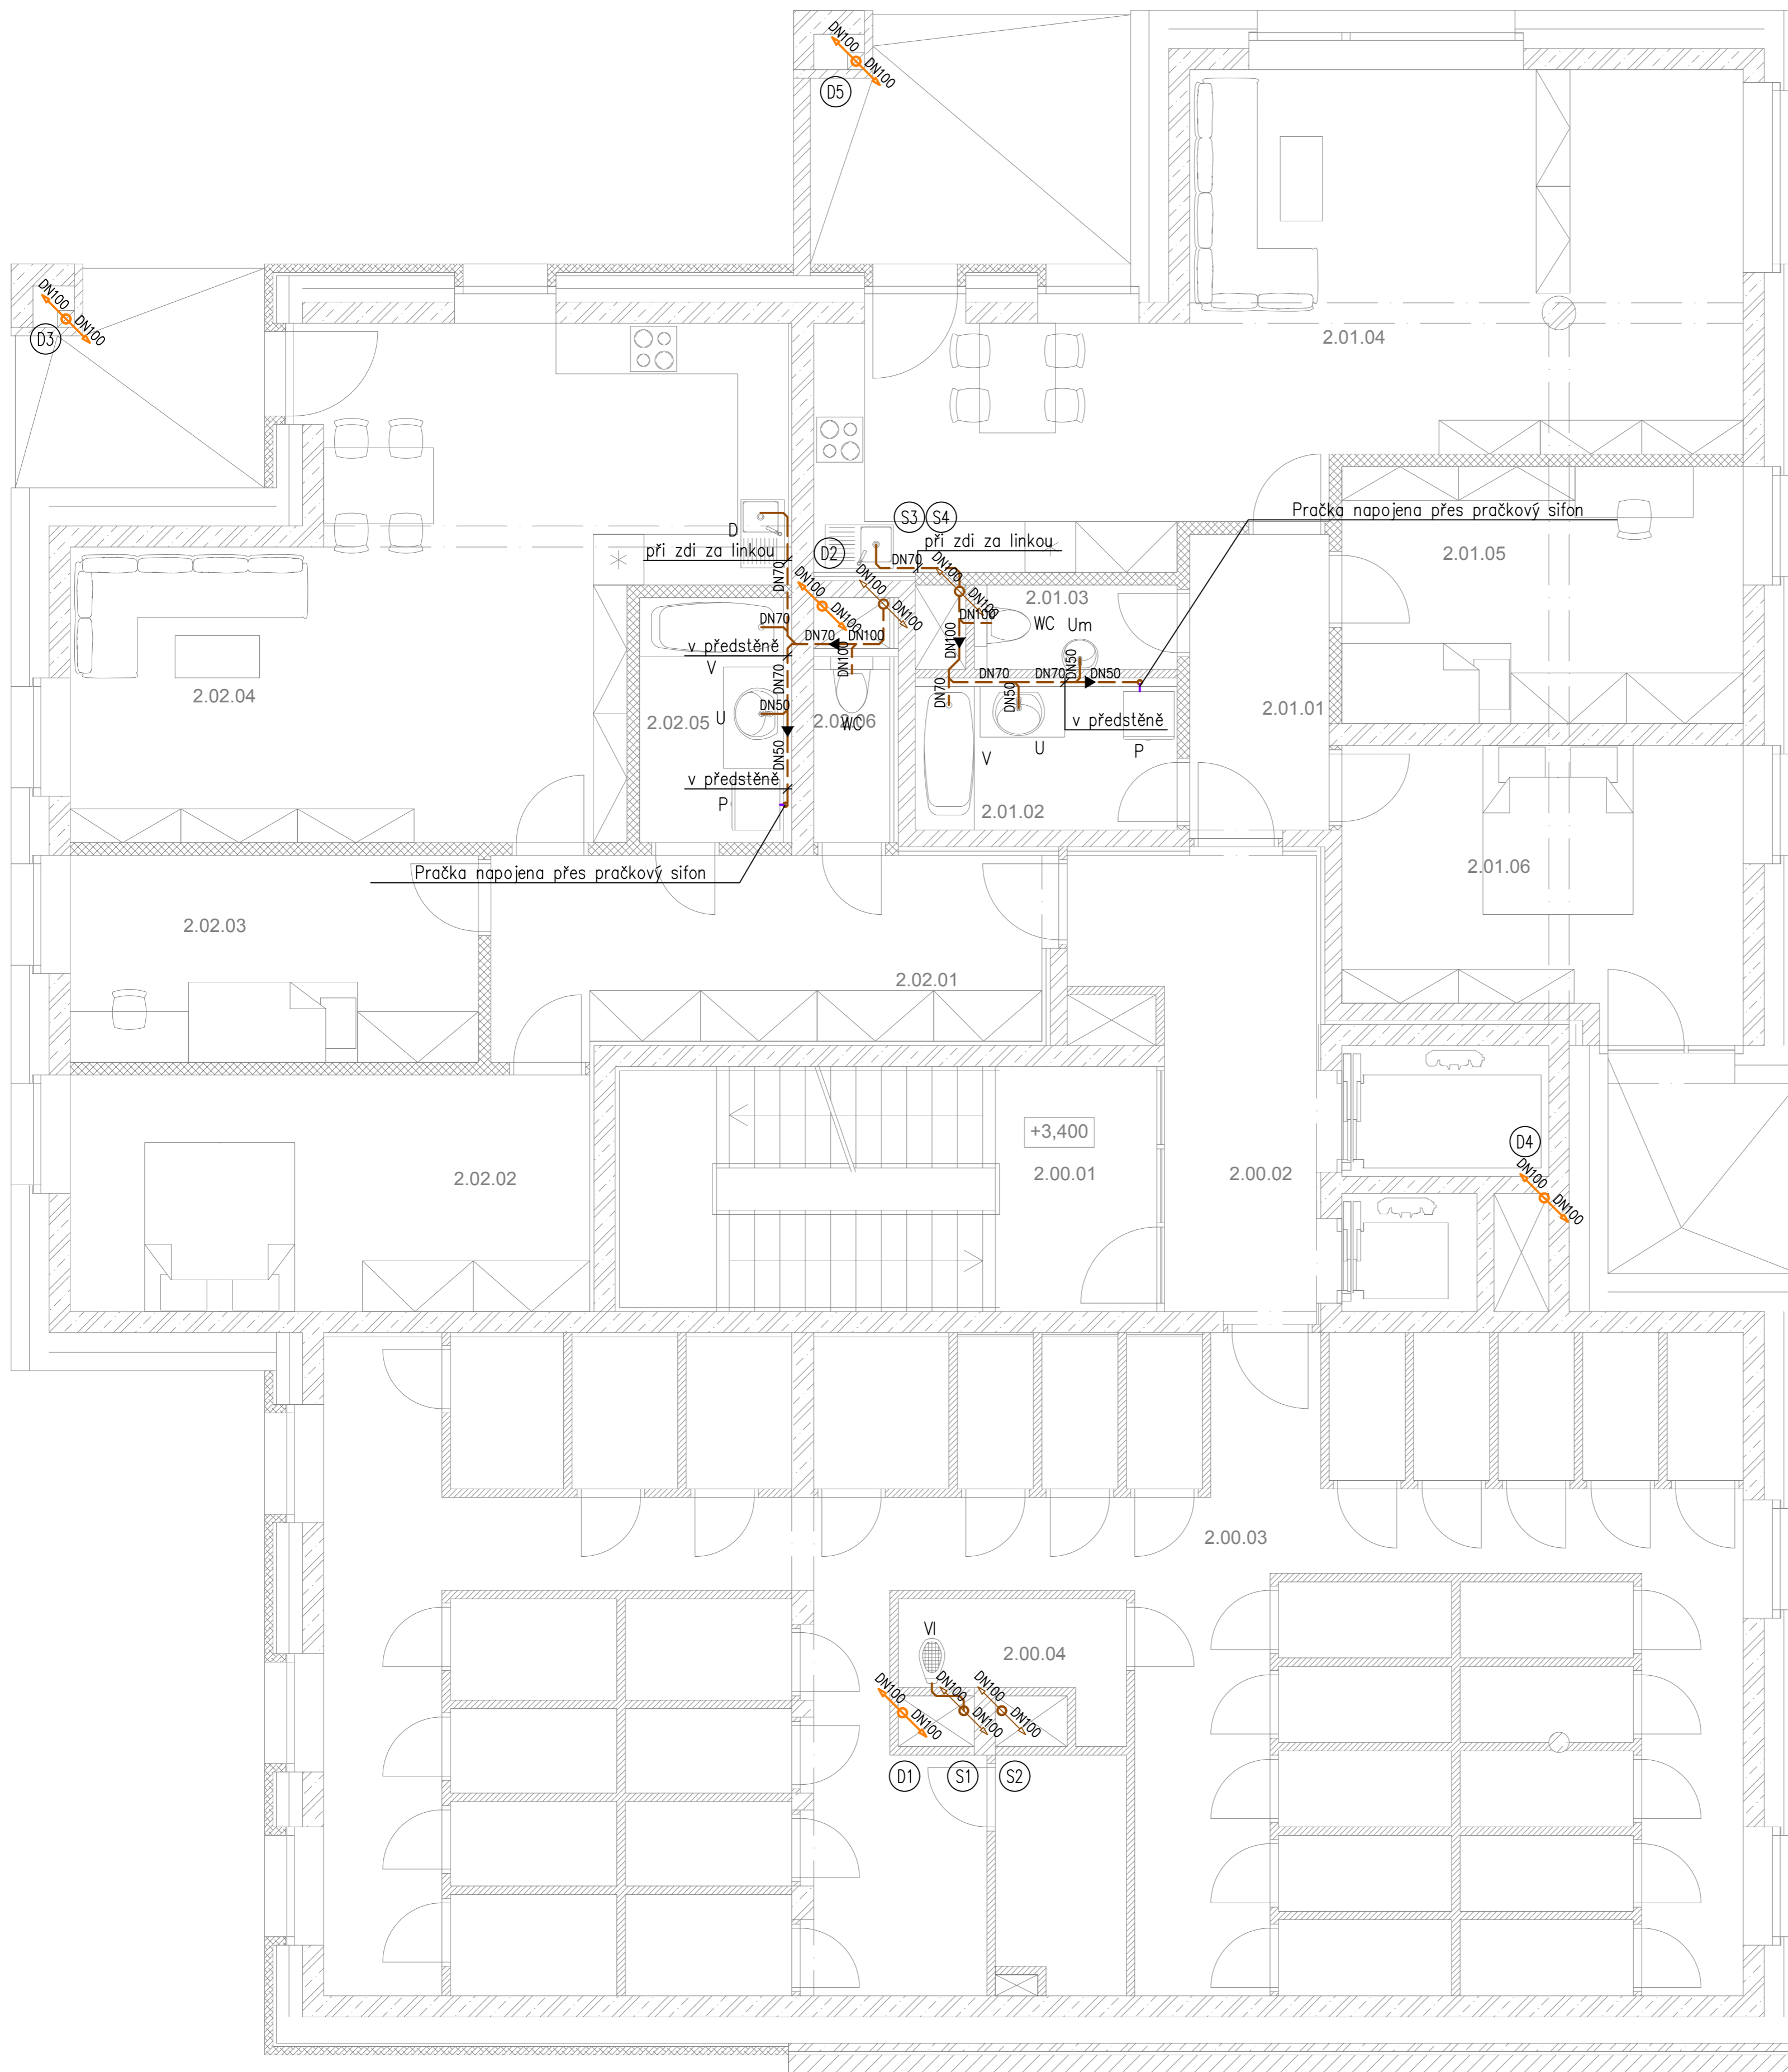 DN100
DN100
D5
DN100
DN100
D3
2.01.04
S3
S4
Pračka napojena přes pračkový sifon
D
při zdi za linkou
D2
při zdi za linkou
2.01.05
DN70
DN70
DN100
DN100
DN100
DN100
DN100
DN100
2.01.03
DN100
WC
Um
DN70
DN70
DN100
DN100
v předstěně
V
DN100
DN70
DN70
DN70
DN70
DN50
DN50
DN50
2.02.04
2.02.05
U
DN50
2.02.06
WC
2.01.01
v předstěně
U
V
P
DN50
v předstěně
P
2.01.02
Pračka napojena přes pračkový sifon
2.01.06
2.02.03
2.02.01
+3,400
D4
2.02.02
2.00.01
2.00.02
DN100
DN100
2.00.03
VI
2.00.04
DN100
DN100
DN100
DN100
DN100
DN100
D1
S1
S2